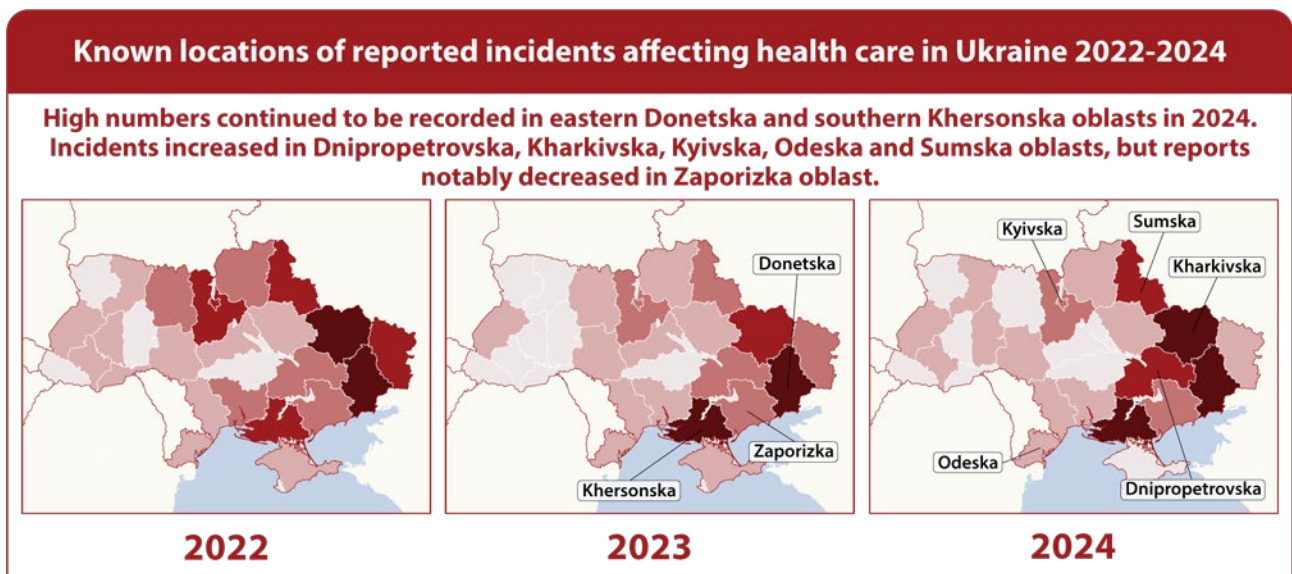 Known locations of reported incidents affecting health care in Ukraine 2022-2024
High numbers continued to be recorded in eastern Donetska and southern Khersonska oblasts in 2024.
Incidents increased in Dnipropetrovska, Kharkivska, Kyivska, Odeska and Sumska oblasts, but reports
notably decreased in Zaporizka oblast.
Donetska
Zaporizka
Khersonska
Kyivska
Sumska
Kharkivska
Odeska
Dnipropetrovska
2022
2023
2024